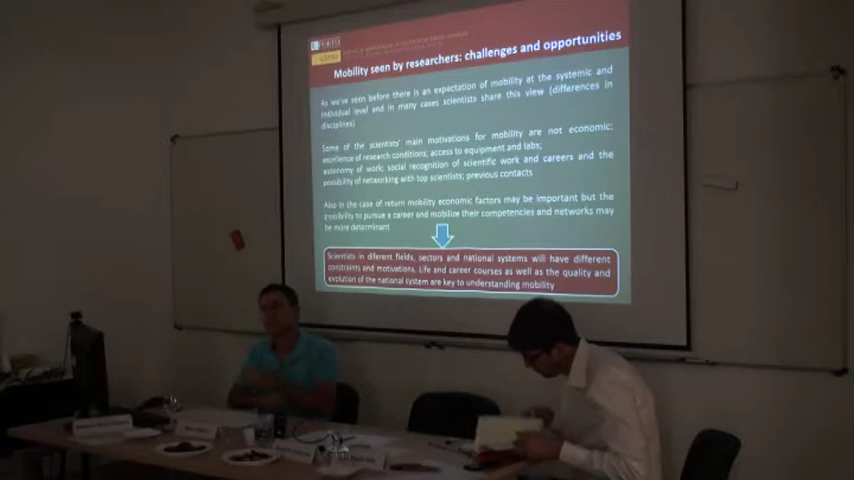 Mobility seen by researchers: challenges and opportunities
As we've seen before there is an expectation of mobility at the systemic and
individual level and in many cases scientists share this view (differences in
disciplines)
Some of the scientists' main motivations for mobility are not economic:
excellence of research conditions; access to equipment and labs;
autonomy of work; social recognition of scientific work and careers and the
possibility of networking with top scientists; previous contacts
Also in the case of return mobility economic factors may be important but the
possibility to pursue a career and mobilize their competencies and networks may
be more determinant
Scientists in diferent fields, sectors and national systems will have different
constraints and motivations. Life and career courses as well as the quality and
evolution of the national system are key to understanding mobility